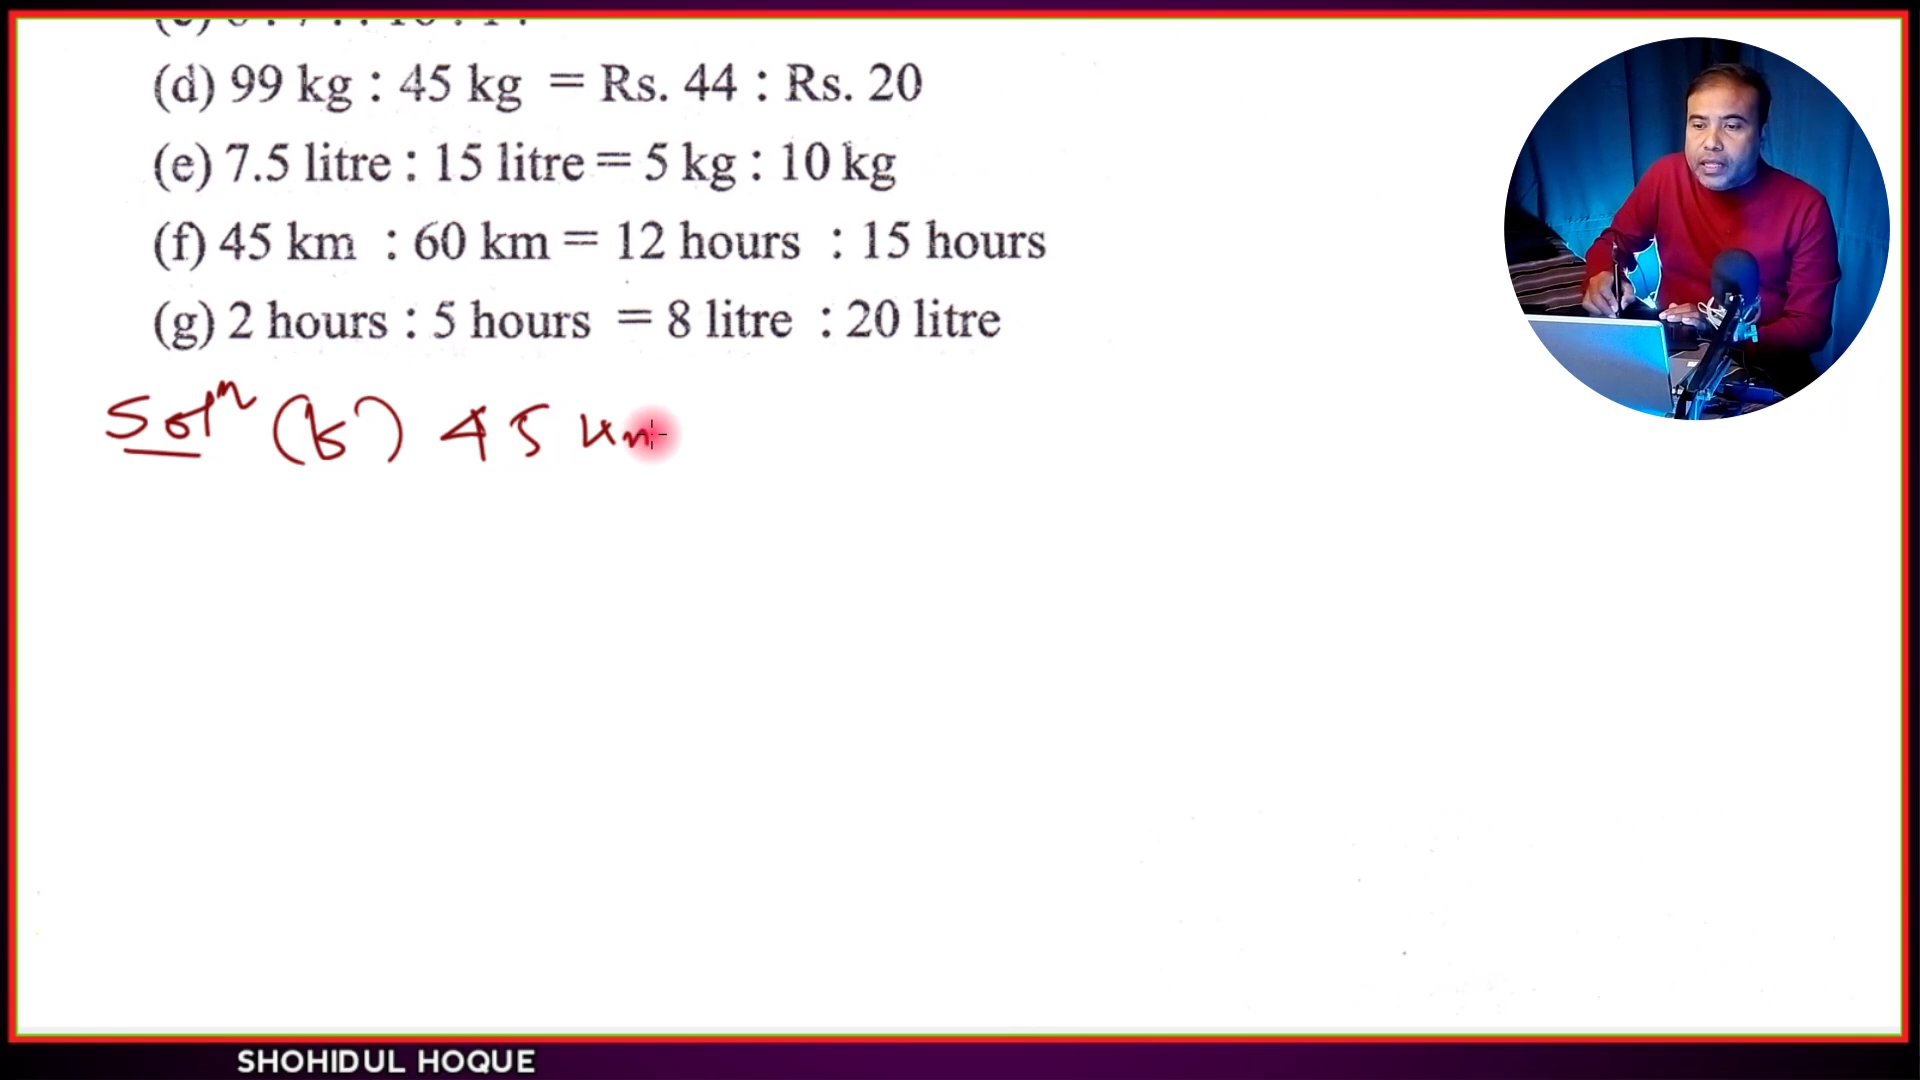 (d) 99 kg : 45 kg = Rs. 44 : Rs. 20
(e) 7.5 litre : 15 litre = 5 kg : 10 kg
(f) 45 km : 60 km = 12 hours : 15 hours
(g) 2 hours : 5 hours = 8 litre : 20 litre
Solⁿ (b) 45 km
SHOHIDUL HOQUE